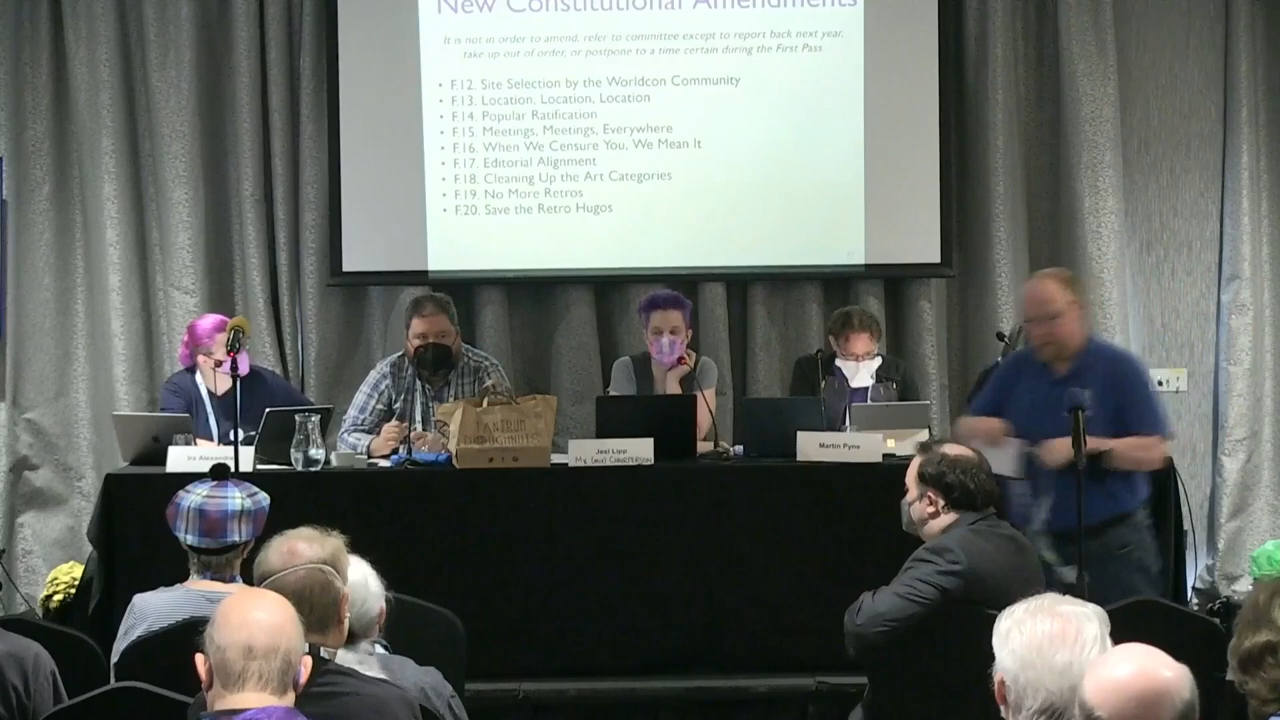 New Constitutional Amendments
It is not in order to amend, refer to committee except to report back next year,
take up out of order, or postpone to a time certain during the First Pass
• F.12. Site Selection by the Worldcon Community
• F.13. Location, Location, Location
• F.14. Popular Ratification
• F.15. Meetings, Meetings, Everywhere
• F.16. When We Censure You, We Mean It
• F.17. Editorial Alignment
• F.18. Cleaning Up the Art Categories
• F.19. No More Retros
• F.20. Save the Retro Hugos
TANTRUM
DOUGHNUTS
Ira Alexandre
Jesi Lipp
CHAIRPERSON
Martin Pyne